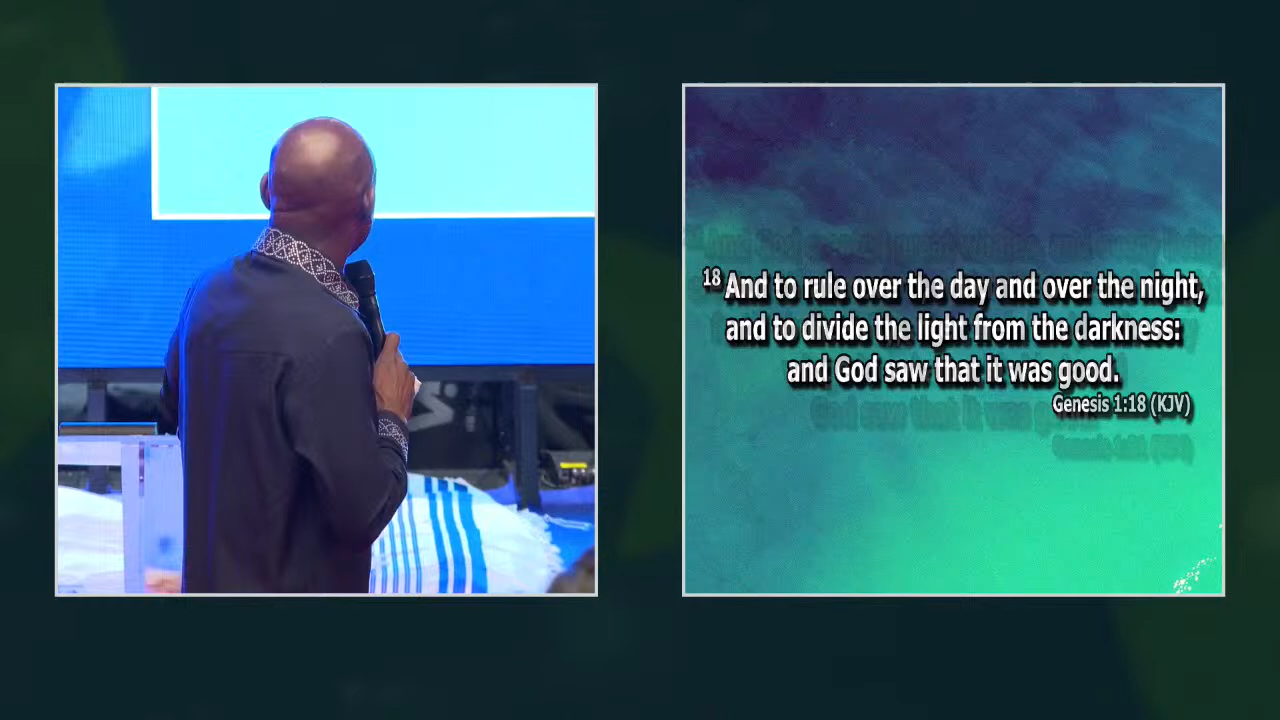 18 And to rule over the day and over the night,
and to divide the light from the darkness:
and God saw that it was good.
Genesis 1:18 (KJV)